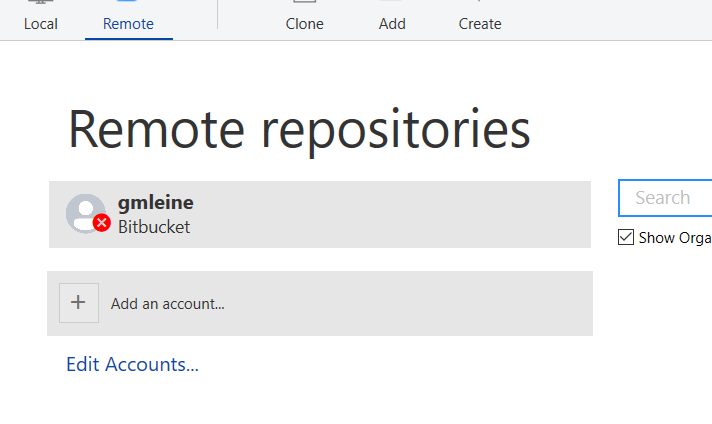 Local Remote Clone Add Create
Remote repositories
gmleine
Bitbucket
Search
Show Orga
Add an account...
Edit Accounts...